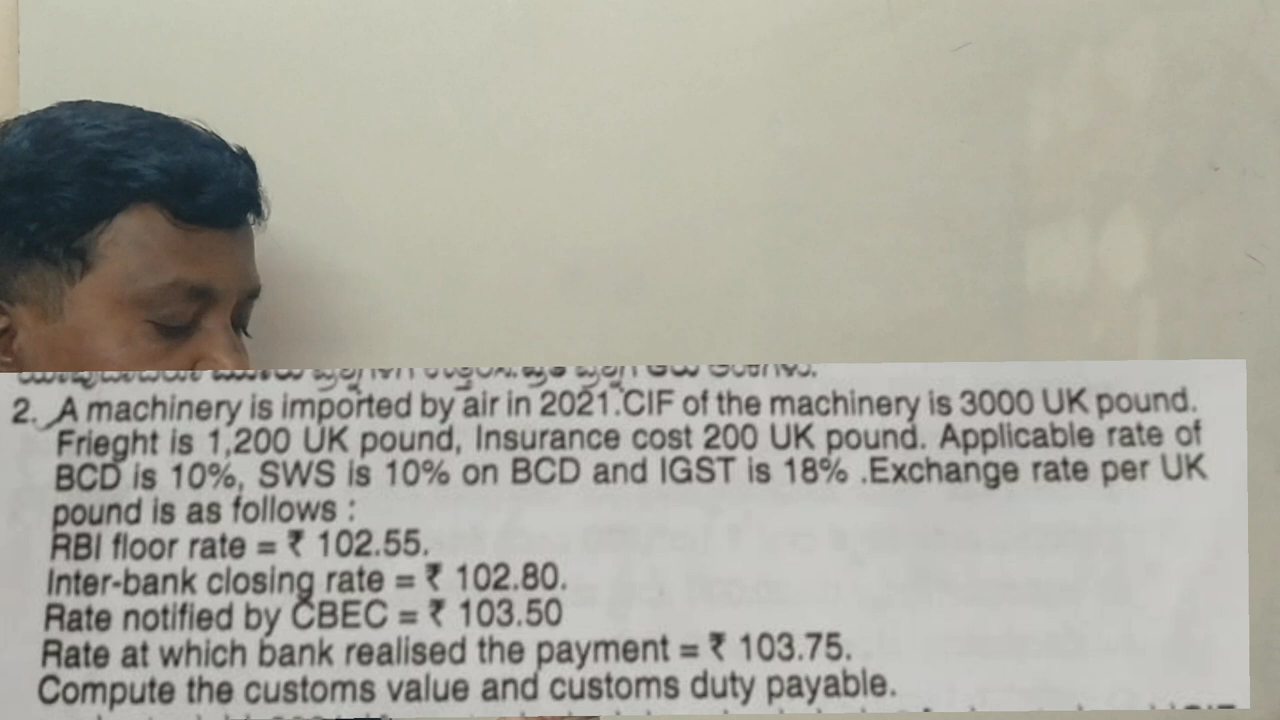 2. A machinery is imported by air in 2021.CIF of the machinery is 3000 UK pound.
Frieght is 1,200 UK pound, Insurance cost 200 UK pound. Applicable rate of
BCD is 10%, SWS is 10% on BCD and IGST is 18% .Exchange rate per UK
pound is as follows :
RBI floor rate = ₹ 102.55.
Inter-bank closing rate = ₹ 102.80.
Rate notified by CBEC = ₹ 103.50
Rate at which bank realised the payment = ₹ 103.75.
Compute the customs value and customs duty payable.